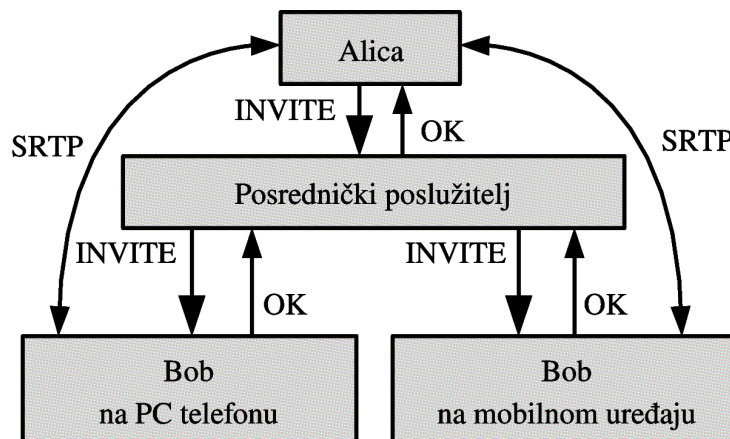 Alica
INVITE
OK
SRTP
SRTP
Posrednički poslužitelj
INVITE
OK
INVITE
OK
Bob
na PC telefonu
Bob
na mobilnom uređaju